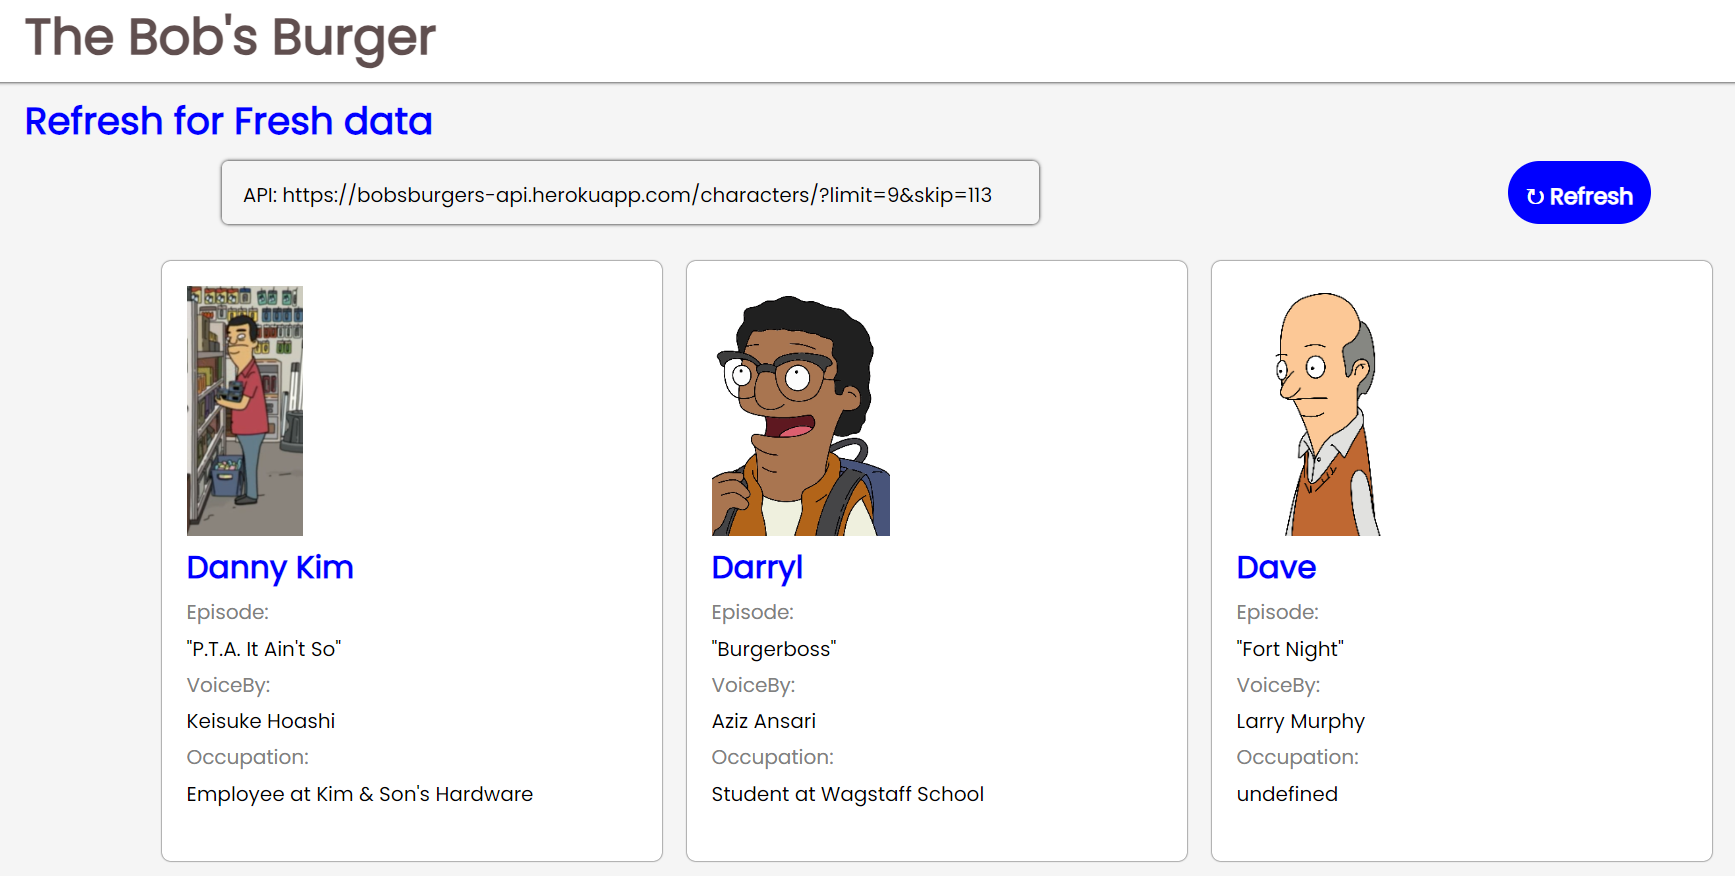 The Bob's Burger
Refresh for Fresh data
API: https://bobsburgers-api.herokuapp.com/characters/?limit=9&skip=113
↻ Refresh
Danny Kim
Episode:
"P.T.A. It Ain't So"
VoiceBy:
Keisuke Hoashi
Occupation:
Employee at Kim & Son's Hardware
Darryl
Episode:
"Burgerboss"
VoiceBy:
Aziz Ansari
Occupation:
Student at Wagstaff School
Dave
Episode:
"Fort Night"
VoiceBy:
Larry Murphy
Occupation:
undefined